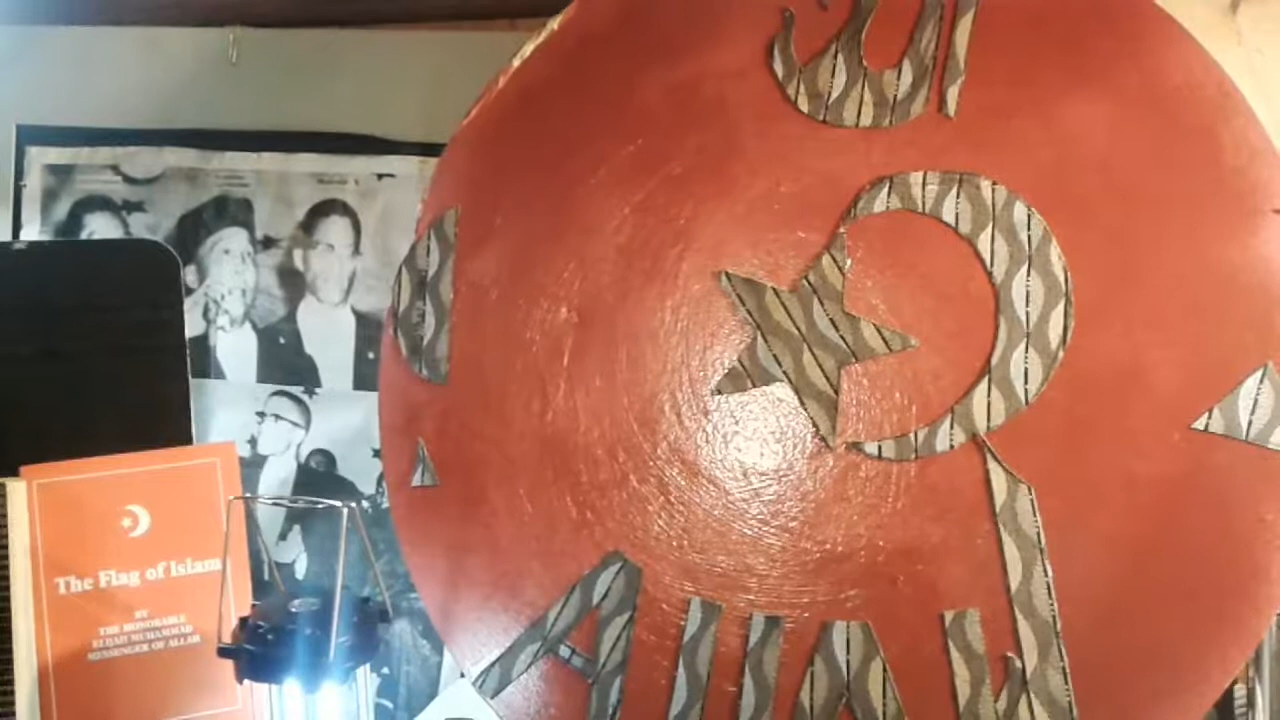 ALLAH
The Flag of Islam
BY
THE HONORABLE
ELIJAH MUHAMMAD
MESSENGER OF ALLAH